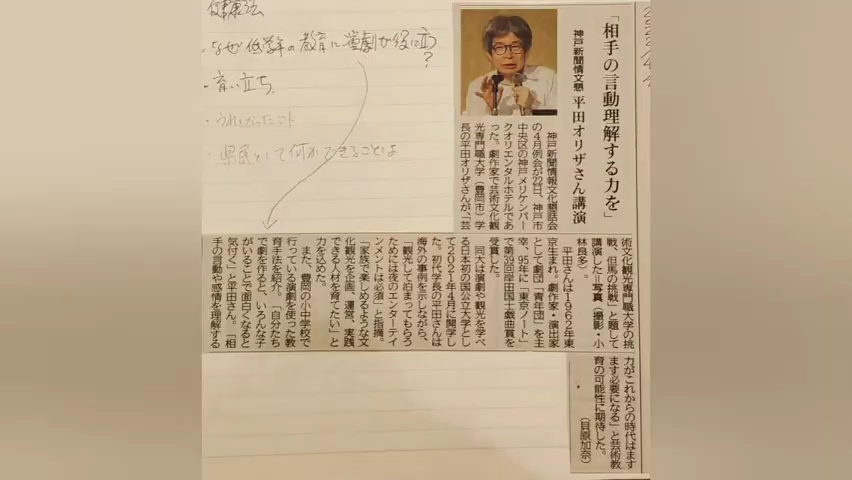 健康法
・なぜ低学年の教育に演劇が役に立つ?
・育い立ち
・うれしかったコト
・県民として何かできることは
「相手の言動理解する力を」
神戸新聞情文懇 平田オリザさん講演
神戸新聞情報文化懇話会
の4月例会が22日、神戸市
中央区の神戸メリケンパー
クオリエンタルホテルであ
った。劇作家で芸術文化観
光専門職大学(豊岡市)学
長の平田オリザさんが、「芸
術文化観光専門職大学の挑
戦、但馬の挑戦」と題して
講演した=写真(撮影・小
林良多)。
平田さんは1962年東
京生まれ。劇作家・演出家
として劇団「青年団」を主
宰、95年に「東京ノート」
で第39回岸田国士戯曲賞を
受賞した。
同大は演劇や観光を学べ
る日本初の国公立大学とし
て2021年4月に開学し
た。初代学長の平田さんは
海外の事例を示しながら、
「観光して泊まってもらう
ためには夜のエンターテイ
ンメントは必須」と指摘。
「家族で楽しめるような文
化観光を企画、運営、実践
できる人材を育てたい」と
力を込めた。
また、豊岡の小中学校で
行っている演劇を使った教
育手法を紹介。「自分たち
で劇を作ると、いろんな子
がいることで面白くなると
気付く」と平田さん。「相
手の言動や感情を理解する
力がこれからの時代はます
ます必要になる」と芸術教
育の可能性に期待した。
(貝原加奈)